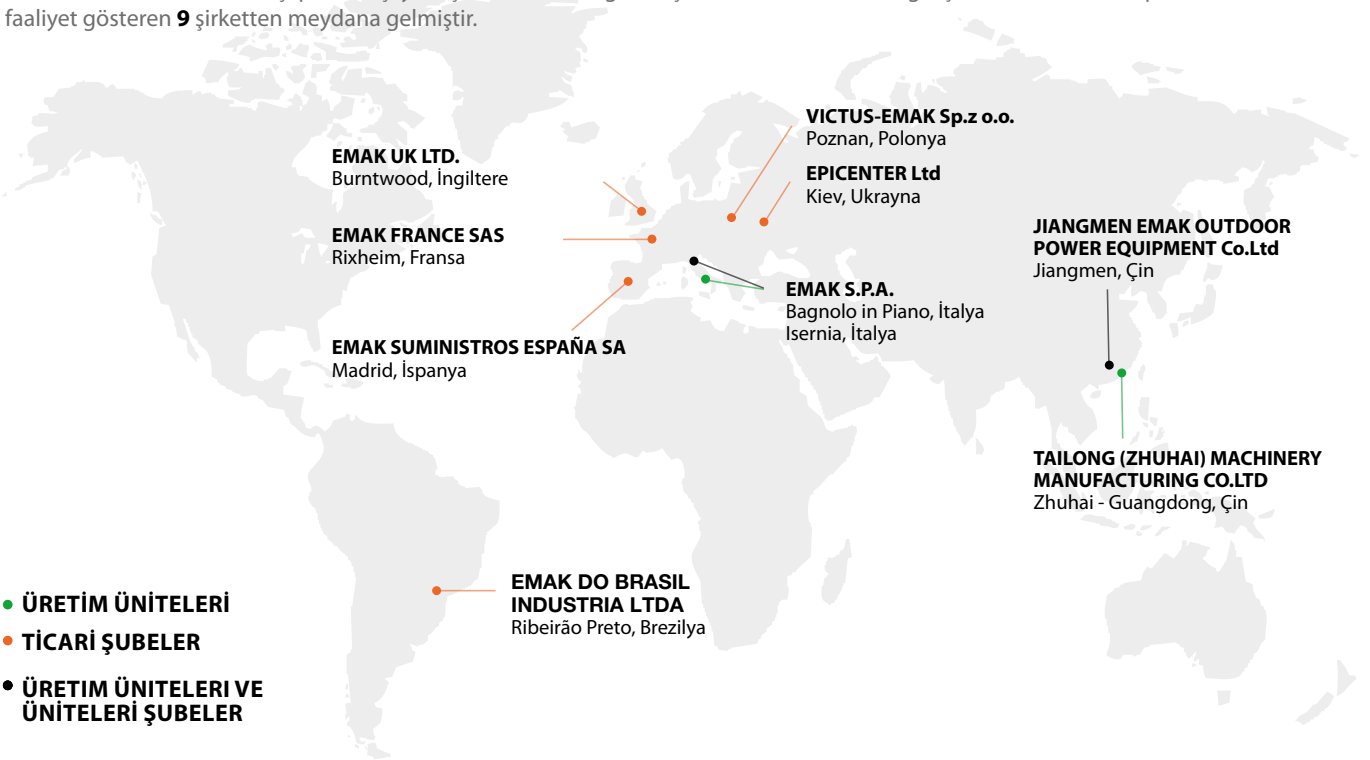 faaliyet gösteren 9 şirketten meydana gelmiştir.
VICTUS-EMAK Sp.z o.o.
Poznan, Polonya
EMAK UK LTD.
Burntwood, İngiltere
EPICENTER Ltd
Kiev, Ukrayna
EMAK FRANCE SAS
Rixheim, Fransa
JIANGMEN EMAK OUTDOOR
POWER EQUIPMENT Co.Ltd
Jiangmen, Çin
EMAK S.P.A.
Bagnolo in Piano, İtalya
Isernia, İtalya
EMAK SUMINISTROS ESPAÑA SA
Madrid, İspanya
TAILONG (ZHUHAI) MACHINERY
MANUFACTURING CO.LTD
Zhuhai - Guangdong, Çin
EMAK DO BRASIL
INDUSTRIA LTDA
Ribeirão Preto, Brezilya
ÜRETİM ÜNİTELERİ
TİCARİ ŞUBELER
ÜRETIM ÜNITELERI VE
ÜNİTELERİ ŞUBELER